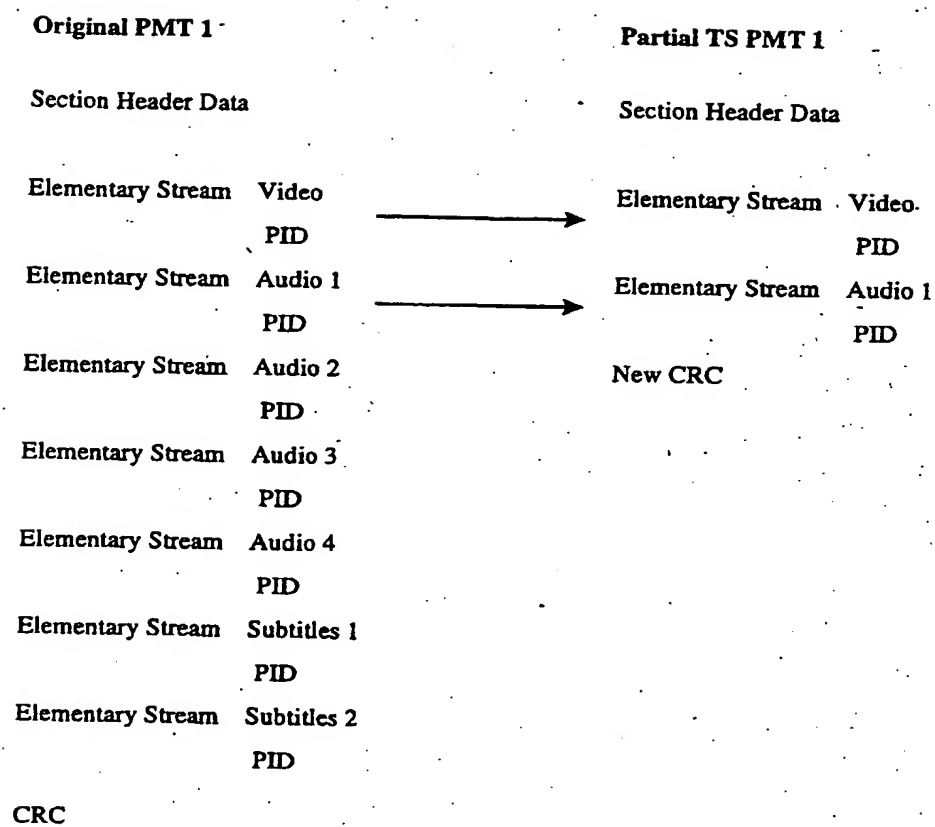 Original PMT 1
Section Header Data
Elementary Stream Video
PID
Elementary Stream Audio 1
PID
Elementary Stream Audio 2
PID
Elementary Stream Audio 3
PID
Elementary Stream Audio 4
PID
Elementary Stream Subtitles 1
PID
Elementary Stream Subtitles 2
PID
CRC
Partial TS PMT 1
Section Header Data
Elementary Stream Video
PID
Elementary Stream Audio 1
PID
New CRC